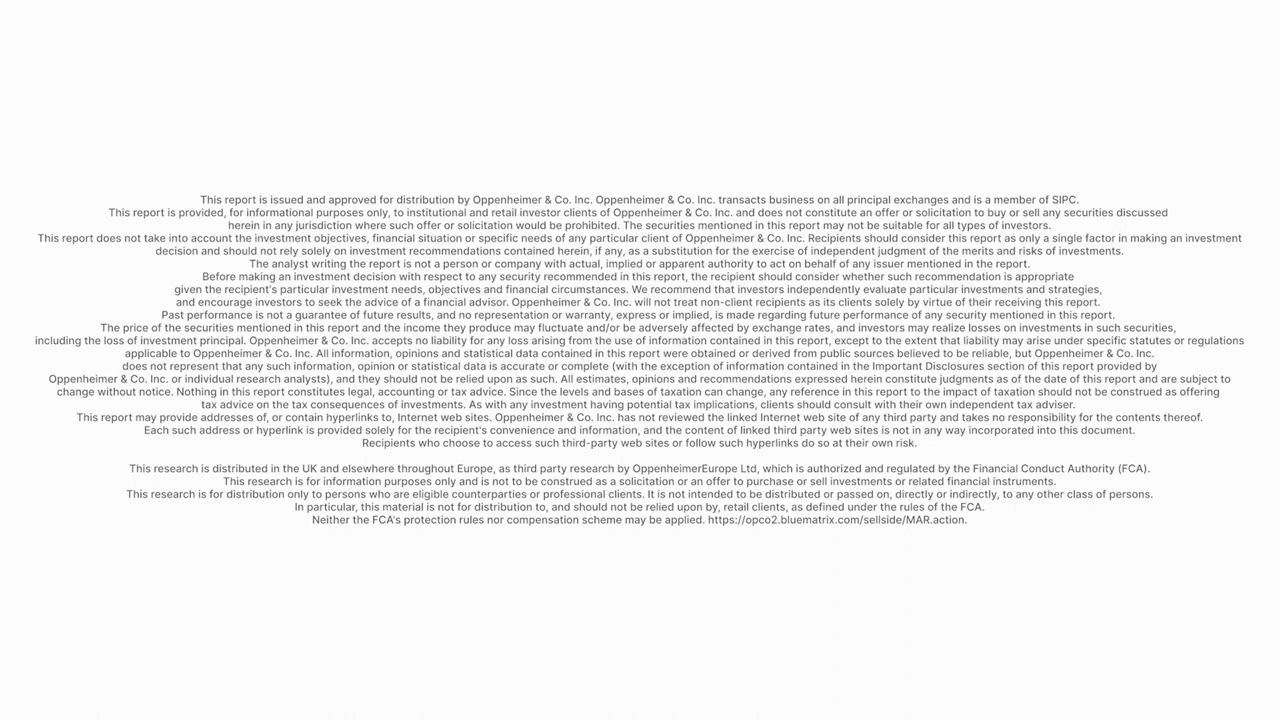 This report is issued and approved for distribution by Oppenheimer & Co. Inc. Oppenheimer & Co. Inc. transacts business on all principal exchanges and is a member of SIPC.
This report is provided, for informational purposes only, to institutional and retail investor clients of Oppenheimer & Co. Inc. and does not constitute an offer or solicitation to buy or sell any securities discussed
herein in any jurisdiction where such offer or solicitation would be prohibited. The securities mentioned in this report may not be suitable for all types of investors.
This report does not take into account the investment objectives, financial situation or specific needs of any particular client of Oppenheimer & Co. Inc. Recipients should consider this report as only a single factor in making an investment
decision and should not rely solely on investment recommendations contained herein, if any, as a substitution for the exercise of independent judgment of the merits and risks of investments.
The analyst writing the report is not a person or company with actual, implied or apparent authority to act on behalf of any issuer mentioned in the report.
Before making an investment decision with respect to any security recommended in this report, the recipient should consider whether such recommendation is appropriate
given the recipient's particular investment needs, objectives and financial circumstances. We recommend that investors independently evaluate particular investments and strategies,
and encourage investors to seek the advice of a financial advisor. Oppenheimer & Co. Inc. will not treat non-client recipients as its clients solely by virtue of their receiving this report.
Past performance is not a guarantee of future results, and no representation or warranty, express or implied, is made regarding future performance of any security mentioned in this report.
The price of the securities mentioned in this report and the income they produce may fluctuate and/or be adversely affected by exchange rates, and investors may realize losses on investments in such securities,
including the loss of investment principal. Oppenheimer & Co. Inc. accepts no liability for any loss arising from the use of information contained in this report, except to the extent that liability may arise under specific statutes or regulations
applicable to Oppenheimer & Co. Inc. All information, opinions and statistical data contained in this report were obtained or derived from public sources believed to be reliable, but Oppenheimer & Co. Inc.
does not represent that any such information, opinion or statistical data is accurate or complete (with the exception of information contained in the Important Disclosures section of this report provided by
Oppenheimer & Co. Inc. or individual research analysts), and they should not be relied upon as such. All estimates, opinions and recommendations expressed herein constitute judgments as of the date of this report and are subject to
change without notice. Nothing in this report constitutes legal, accounting or tax advice. Since the levels and bases of taxation can change, any reference in this report to the impact of taxation should not be construed as offering
tax advice on the tax consequences of investments. As with any investment having potential tax implications, clients should consult with their own independent tax adviser.
This report may provide addresses of, or contain hyperlinks to, Internet web sites. Oppenheimer & Co. Inc. has not reviewed the linked Internet web site of any third party and takes no responsibility for the contents thereof.
Each such address or hyperlink is provided solely for the recipient's convenience and information, and the content of linked third party web sites is not in any way incorporated into this document.
Recipients who choose to access such third-party web sites or follow such hyperlinks do so at their own risk.
This research is distributed in the UK and elsewhere throughout Europe, as third party research by OppenheimerEurope Ltd, which is authorized and regulated by the Financial Conduct Authority (FCA).
This research is for information purposes only and is not to be construed as a solicitation or an offer to purchase or sell investments or related financial instruments.
This research is for distribution only to persons who are eligible counterparties or professional clients. It is not intended to be distributed or passed on, directly or indirectly, to any other class of persons.
In particular, this material is not for distribution to, and should not be relied upon by, retail clients, as defined under the rules of the FCA.
Neither the FCA's protection rules nor compensation scheme may be applied. https://opco2.bluematrix.com/sellside/MAR.action.